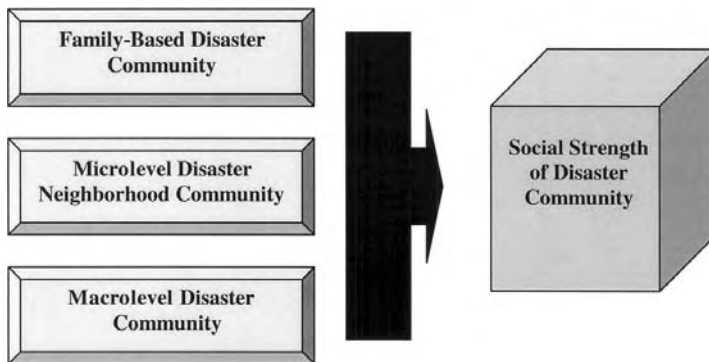 Family-Based Disaster
Community
Microlevel Disaster
Neighborhood Community
Macrolevel Disaster
Community
Social Strength
of Disaster
Community